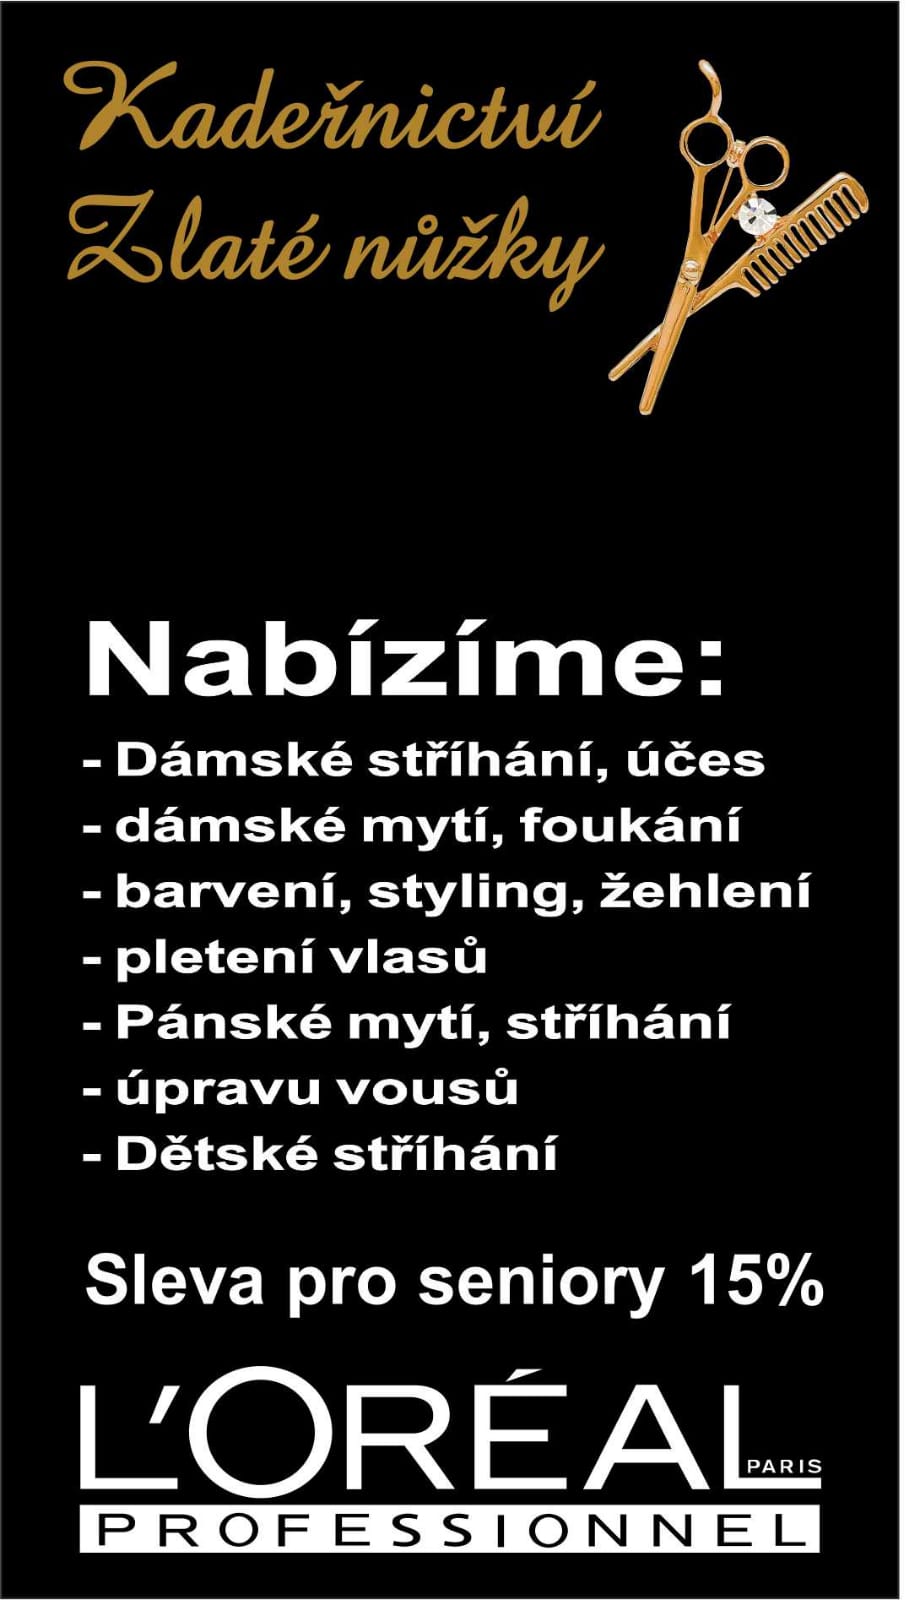 Kadeřnictví
Zlaté nůžky
Nabízíme:
- Dámské stříhání, účes
- dámské mytí, foukání
- barvení, styling, žehlení
- pletení vlasů
- Pánské mytí, stříhání
- úpravu vousů
- Dětské stříhání
Sleva pro seniory 15%
L'ORÉAL
PARIS
PROFESSIONNEL